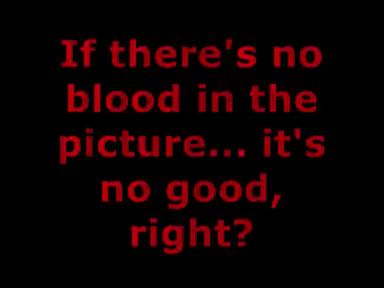 If there's no
blood in the
picture... it's
no good,
right?